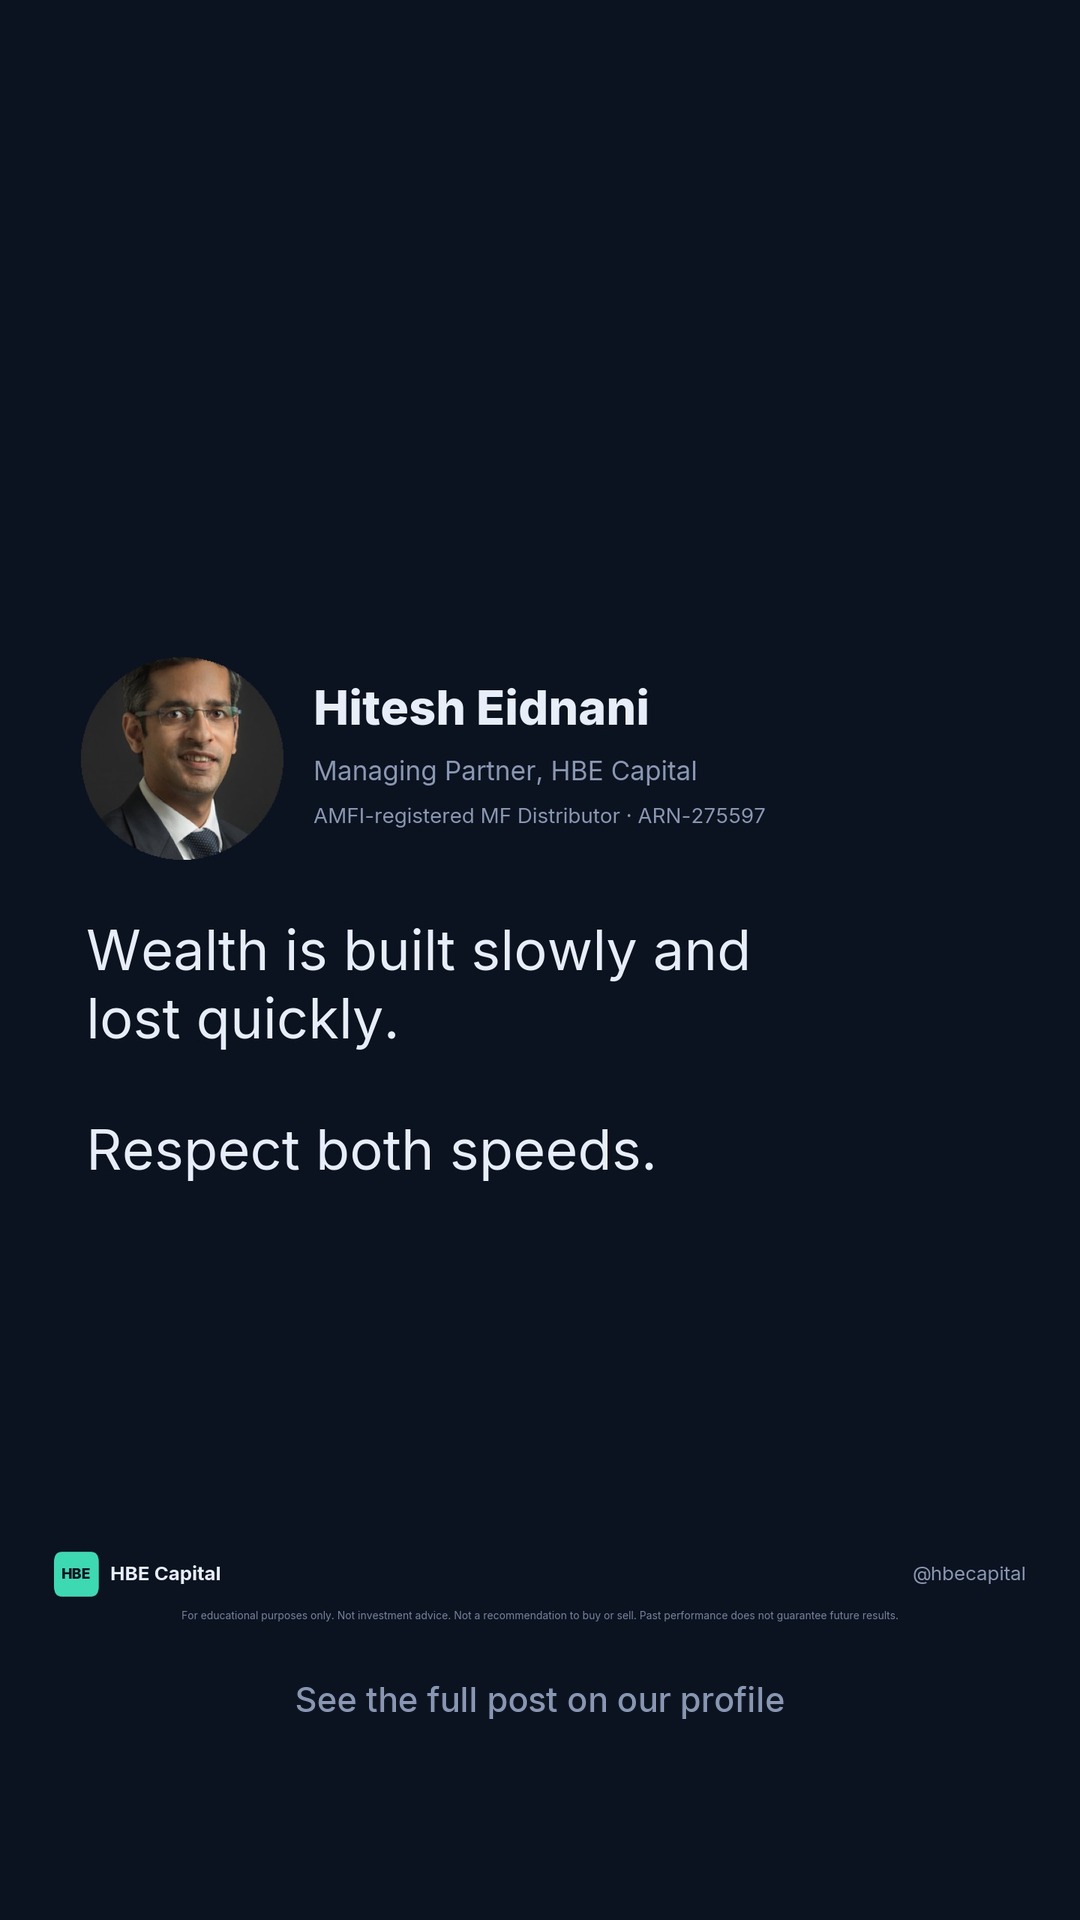 Hitesh Eidnani
Managing Partner, HBE Capital
AMFI-registered MF Distributor · ARN-275597
Wealth is built slowly and
lost quickly.
Respect both speeds.
HBE HBE Capital @hbecapital
For educational purposes only. Not investment advice. Not a recommendation to buy or sell. Past performance does not guarantee future results.
See the full post on our profile